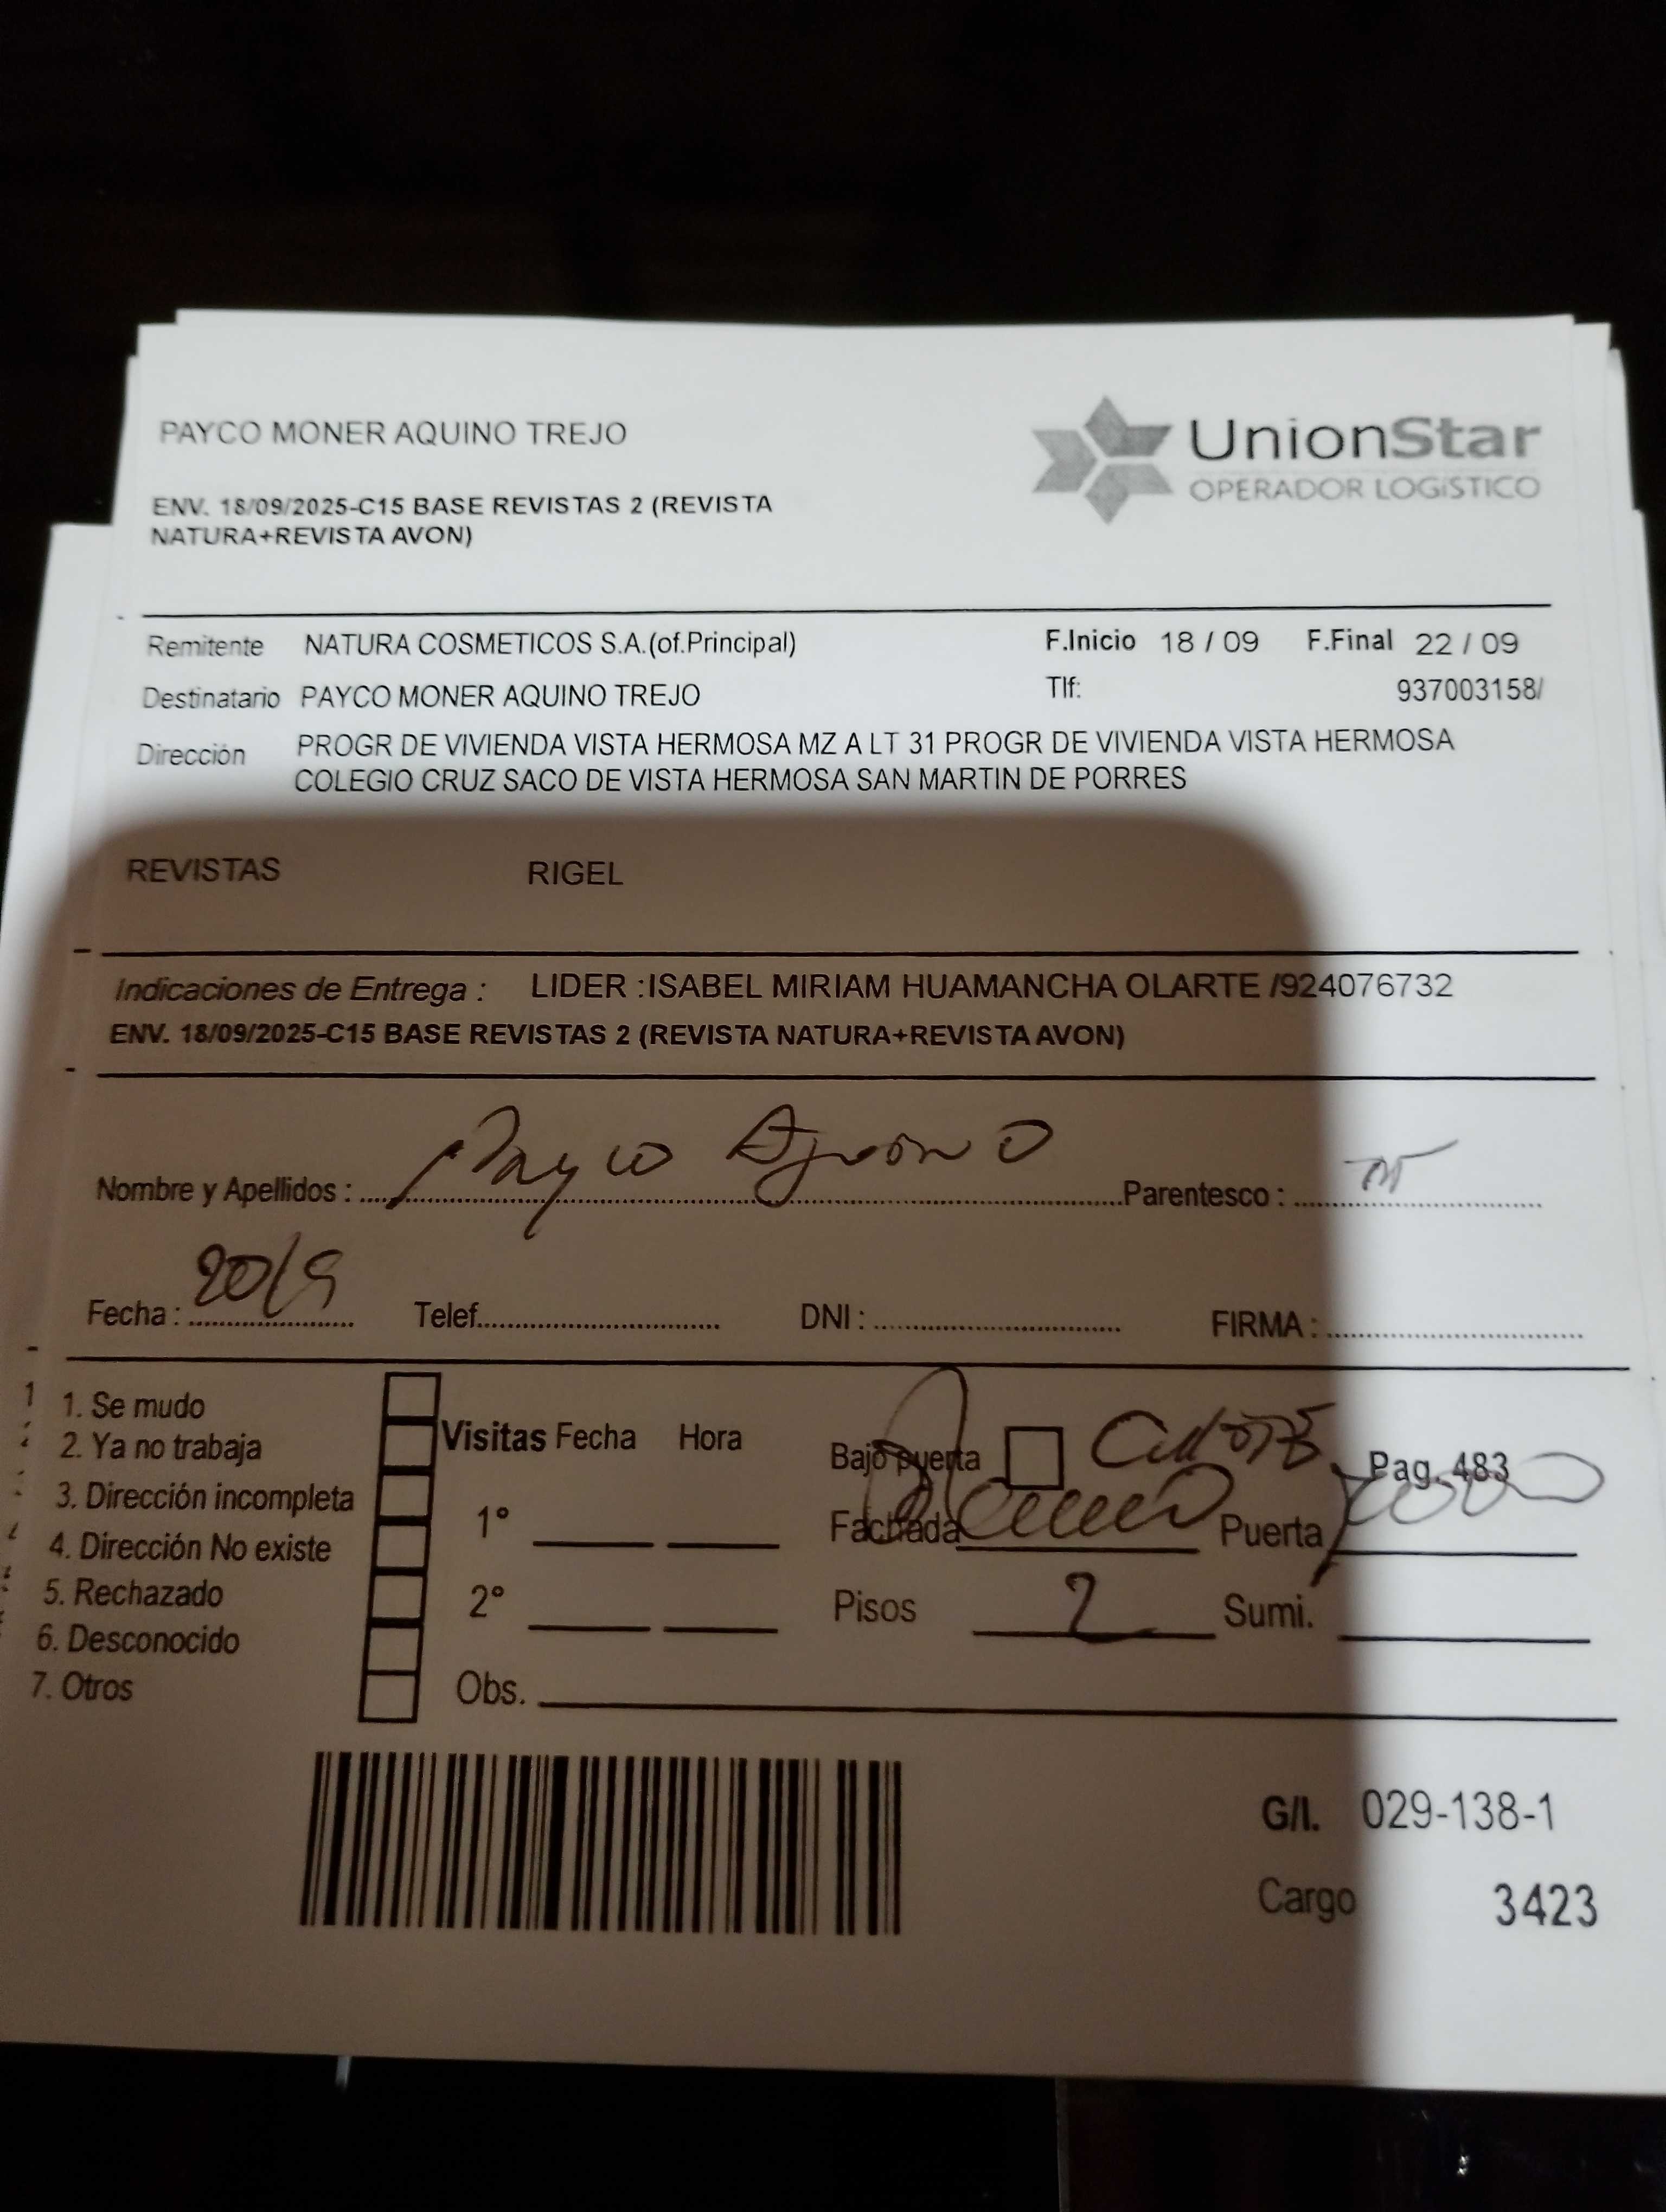 PAYCO MONER AQUINO TREJO
UnionStar
OPERADOR LOGíSTICO
ENV. 18/09/2025-C15 BASE REVISTAS 2 (REVISTA
NATURA+REVISTA AVON)
Remitente NATURA COSMETICOS S.A.(of.Principal) F.Inicio 18 / 09 F.Final 22 / 09
Destinatario PAYCO MONER AQUINO TREJO Tlf: 937003158/
Dirección PROGR DE VIVIENDA VISTA HERMOSA MZ A LT 31 PROGR DE VIVIENDA VISTA HERMOSA
COLEGIO CRUZ SACO DE VISTA HERMOSA SAN MARTIN DE PORRES
REVISTAS RIGEL
Indicaciones de Entrega : LIDER :ISABEL MIRIAM HUAMANCHA OLARTE /924076732
ENV. 18/09/2025-C15 BASE REVISTAS 2 (REVISTA NATURA+REVISTA AVON)
Nombre y Apellidos : Payco Aquino Parentesco :
Fecha : 20/9 Telef. DNI : FIRMA :
1. Se mudo
2. Ya no trabaja
3. Dirección incompleta
4. Dirección No existe
5. Rechazado
6. Desconocido
7. Otros
Visitas Fecha Hora
1°
2°
Obs.
Bajo puerta Pag. 483
Fachada Puerta
Pisos 2 Sumi.
G/I. 029-138-1
Cargo 3423